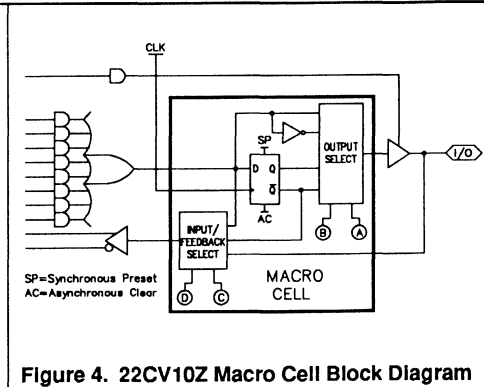 CLK
SP
D Q
Q
AC
OUTPUT
SELECT
I/O
B A
INPUT/
FEEDBACK
SELECT
D C
MACRO
CELL
SP=Synchronous Preset
AC=Asynchronous Clear
Figure 4. 22CV10Z Macro Cell Block Diagram